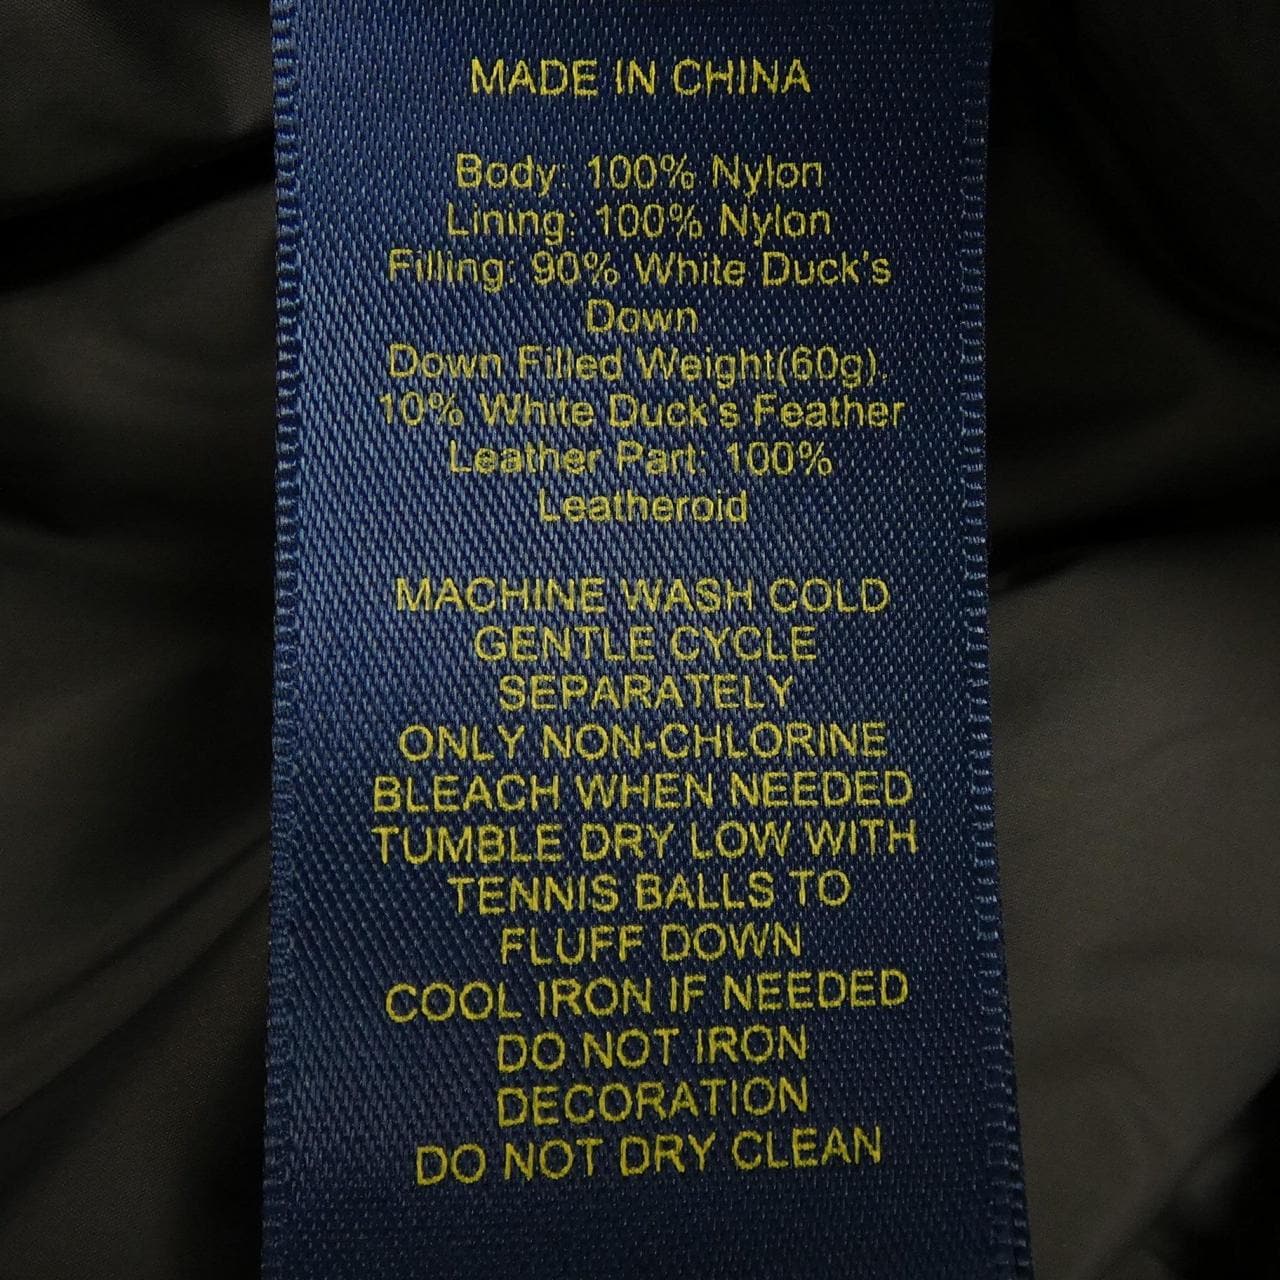 MADE IN CHINA
Body: 100% Nylon
Lining: 100% Nylon
Filling: 90% White Duck's
Down
Down Filled Weight(60g),
10% White Duck's Feather
Leather Part: 100%
Leatheroid
MACHINE WASH COLD
GENTLE CYCLE
SEPARATELY
ONLY NON-CHLORINE
BLEACH WHEN NEEDED
TUMBLE DRY LOW WITH
TENNIS BALLS TO
FLUFF DOWN
COOL IRON IF NEEDED
DO NOT IRON
DECORATION
DO NOT DRY CLEAN